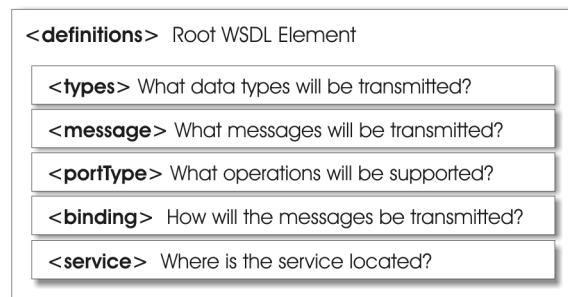 <definitions> Root WSDL Element
<types> What data types will be transmitted?
<message> What messages will be transmitted?
<portType> What operations will be supported?
<binding> How will the messages be transmitted?
<service> Where is the service located?